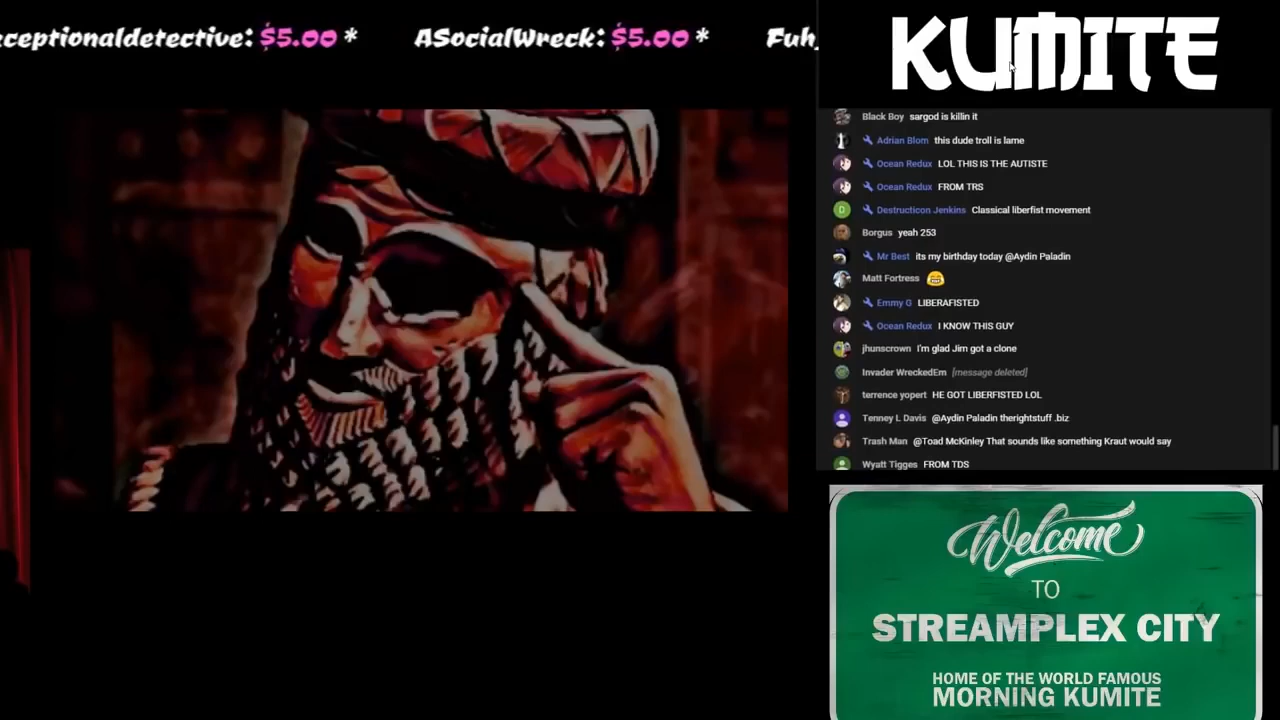 ceptionaldetective: $5.00 * ASocialWreck: $5.00 * Fuh
KUMITE
Black Boy sargod is killin it
Adrian Blom this dude troll is lame
Ocean Redux LOL THIS IS THE AUTISTE
Ocean Redux FROM TRS
D Destructicon Jenkins Classical liberfist movement
Borgus yeah 253
Mr Best its my birthday today @Aydin Paladin
Matt Fortress 😂
Emmy G LIBERAFISTED
Ocean Redux I KNOW THIS GUY
jhunscrown I'm glad Jim got a clone
Invader WreckedEm [message deleted]
terrence yopert HE GOT LIBERFISTED LOL
Tenney L Davis @Aydin Paladin therightstuff .biz
Trash Man @Toad McKinley That sounds like something Kraut would say
Wyatt Tigges FROM TDS
Welcome
TO
STREAMPLEX CITY
HOME OF THE WORLD FAMOUS
MORNING KUMITE